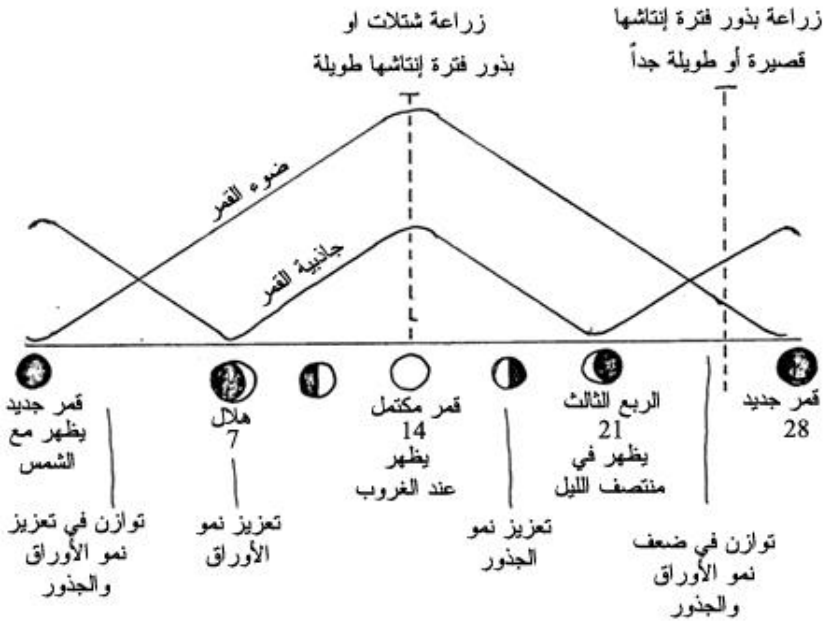 زراعة بذور فترة إنتاشها
قصيرة أو طويلة جداً
زراعة شتلات او
بذور فترة إنتاشها طويلة
ضوء القمر
جانبية القمر
قمر جديد
يظهر مع
الشمس
هلال
7
قمر مكتمل
14
يظهر
عند الغروب
الربع الثالث
21
يظهر في
منتصف الليل
قمر جديد
28
توازن في تعزيز
نمو الأوراق
والجذور
تعزيز نمو
الأوراق
تعزيز نمو
الجذور
توازن في ضعف
نمو الأوراق
والجذور